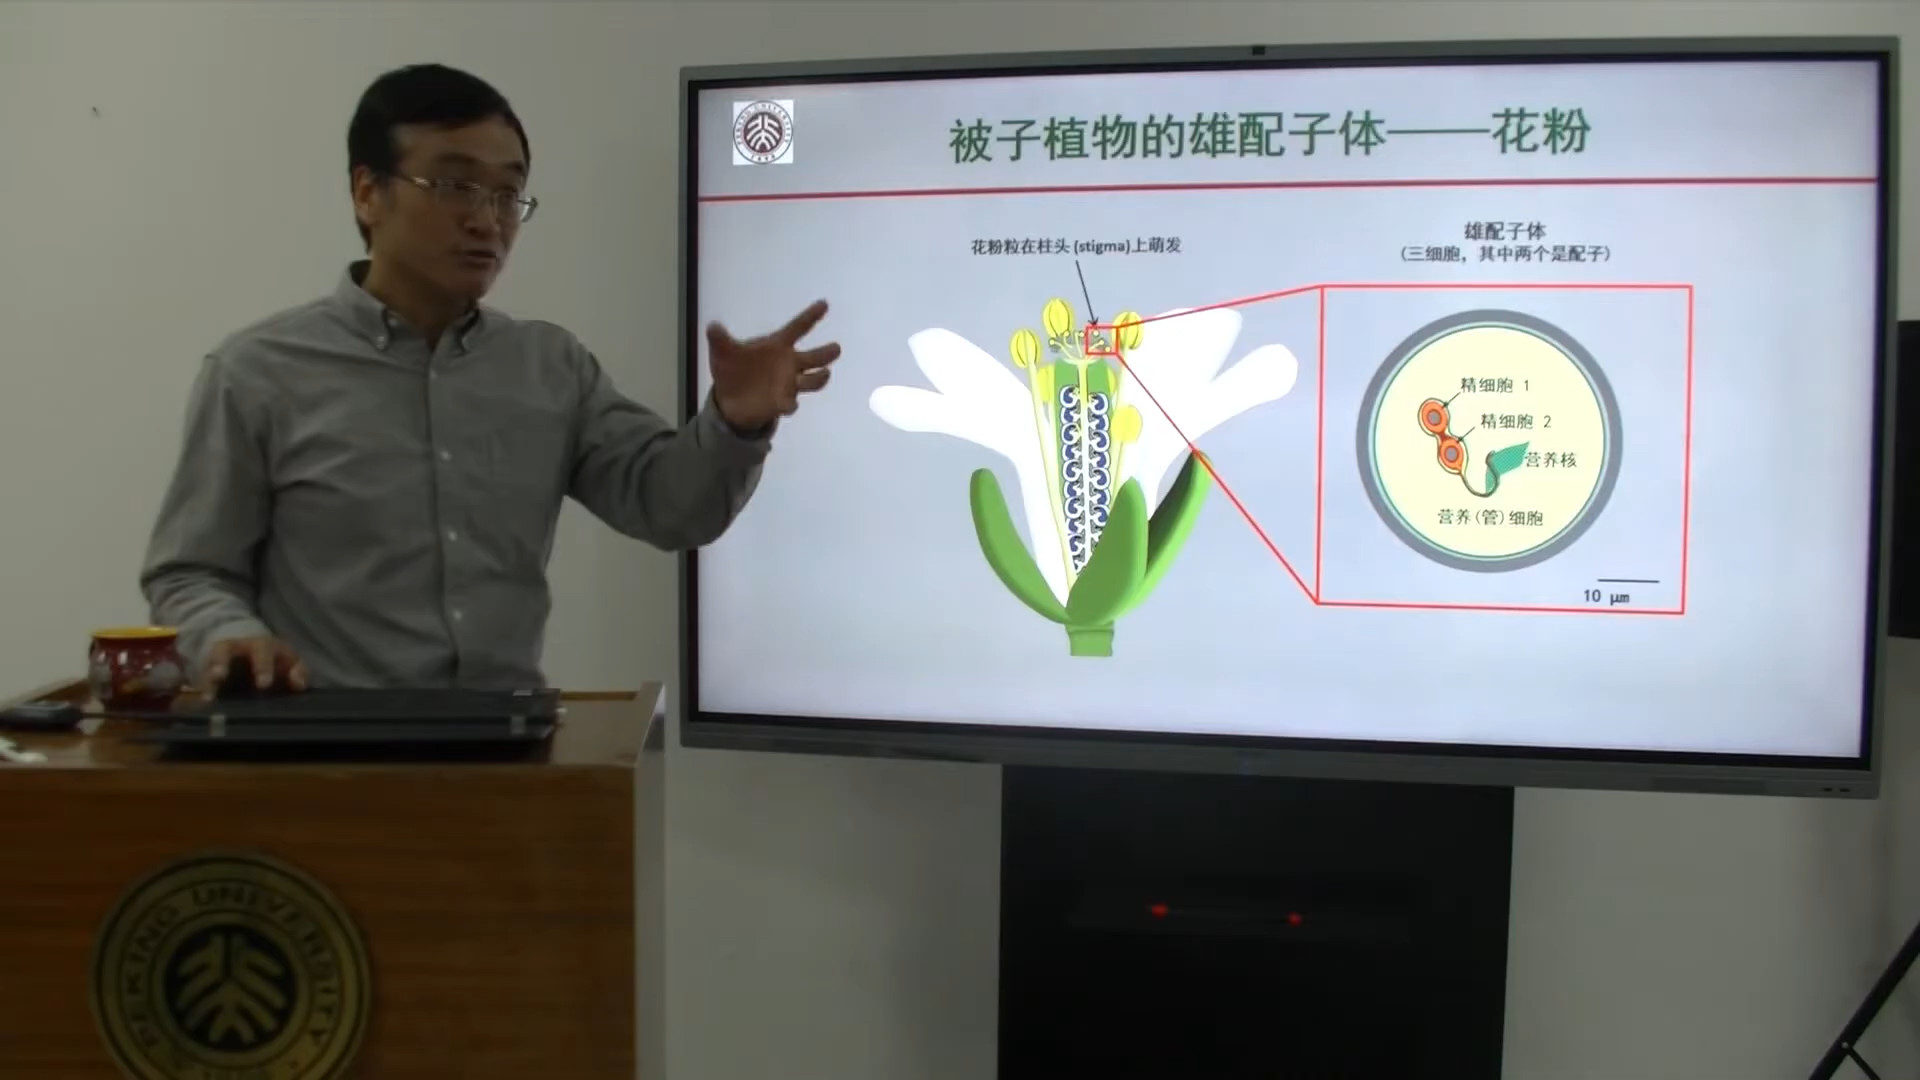 被子植物的雄配子体——花粉
花粉粒在柱头(stigma)上萌发
雄配子体
(三细胞，其中两个是配子)
精细胞 1
精细胞 2
营养核
营养(管)细胞
10 μm
PEKING UNIVERSITY